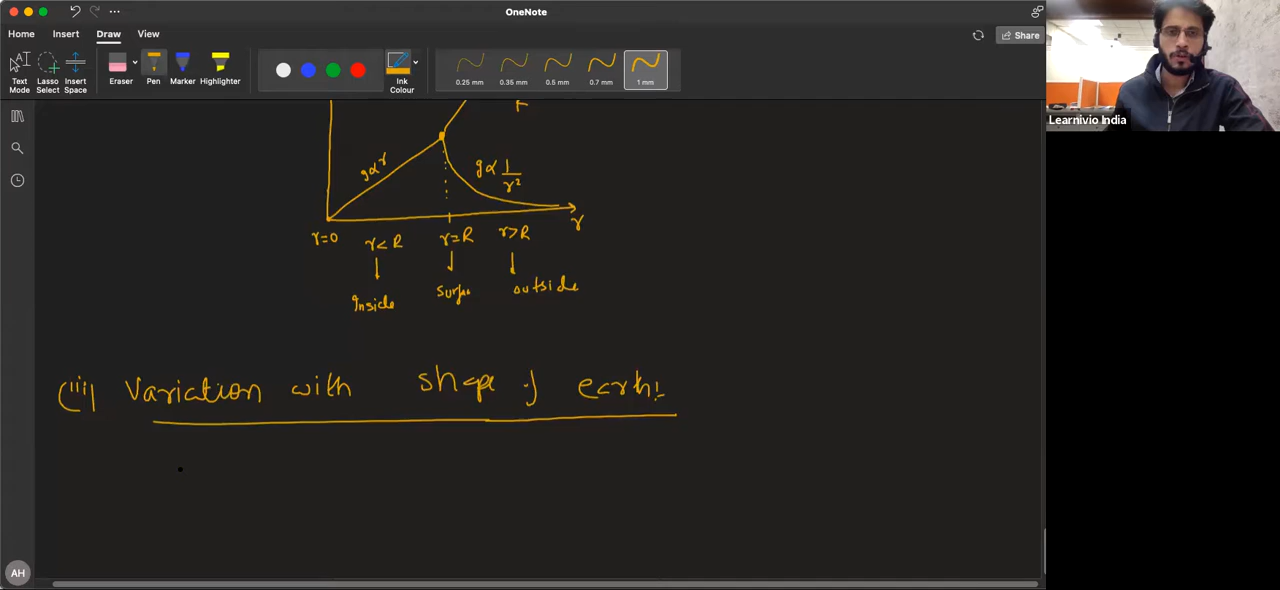 OneNote
Home Insert Draw View
Share
Text Mode
Lasso Select
Insert Space
Eraser
Pen
Marker
Highlighter
Ink Colour
0.25 mm 0.35 mm 0.5 mm 0.7 mm 1 mm
Learnivio India
g∝r
g∝ 1/r²
r
r=0 r<R r=R r>R
Inside outside
(iii) Variation with shape of earth:
AH